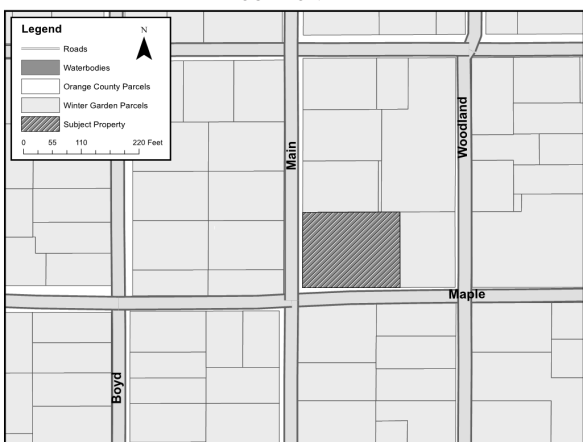 Legend
N
Roads
Waterbodies
Orange County Parcels
Winter Garden Parcels
Subject Property
0 55 110 220 Feet
Main
Woodland
Maple
Boyd